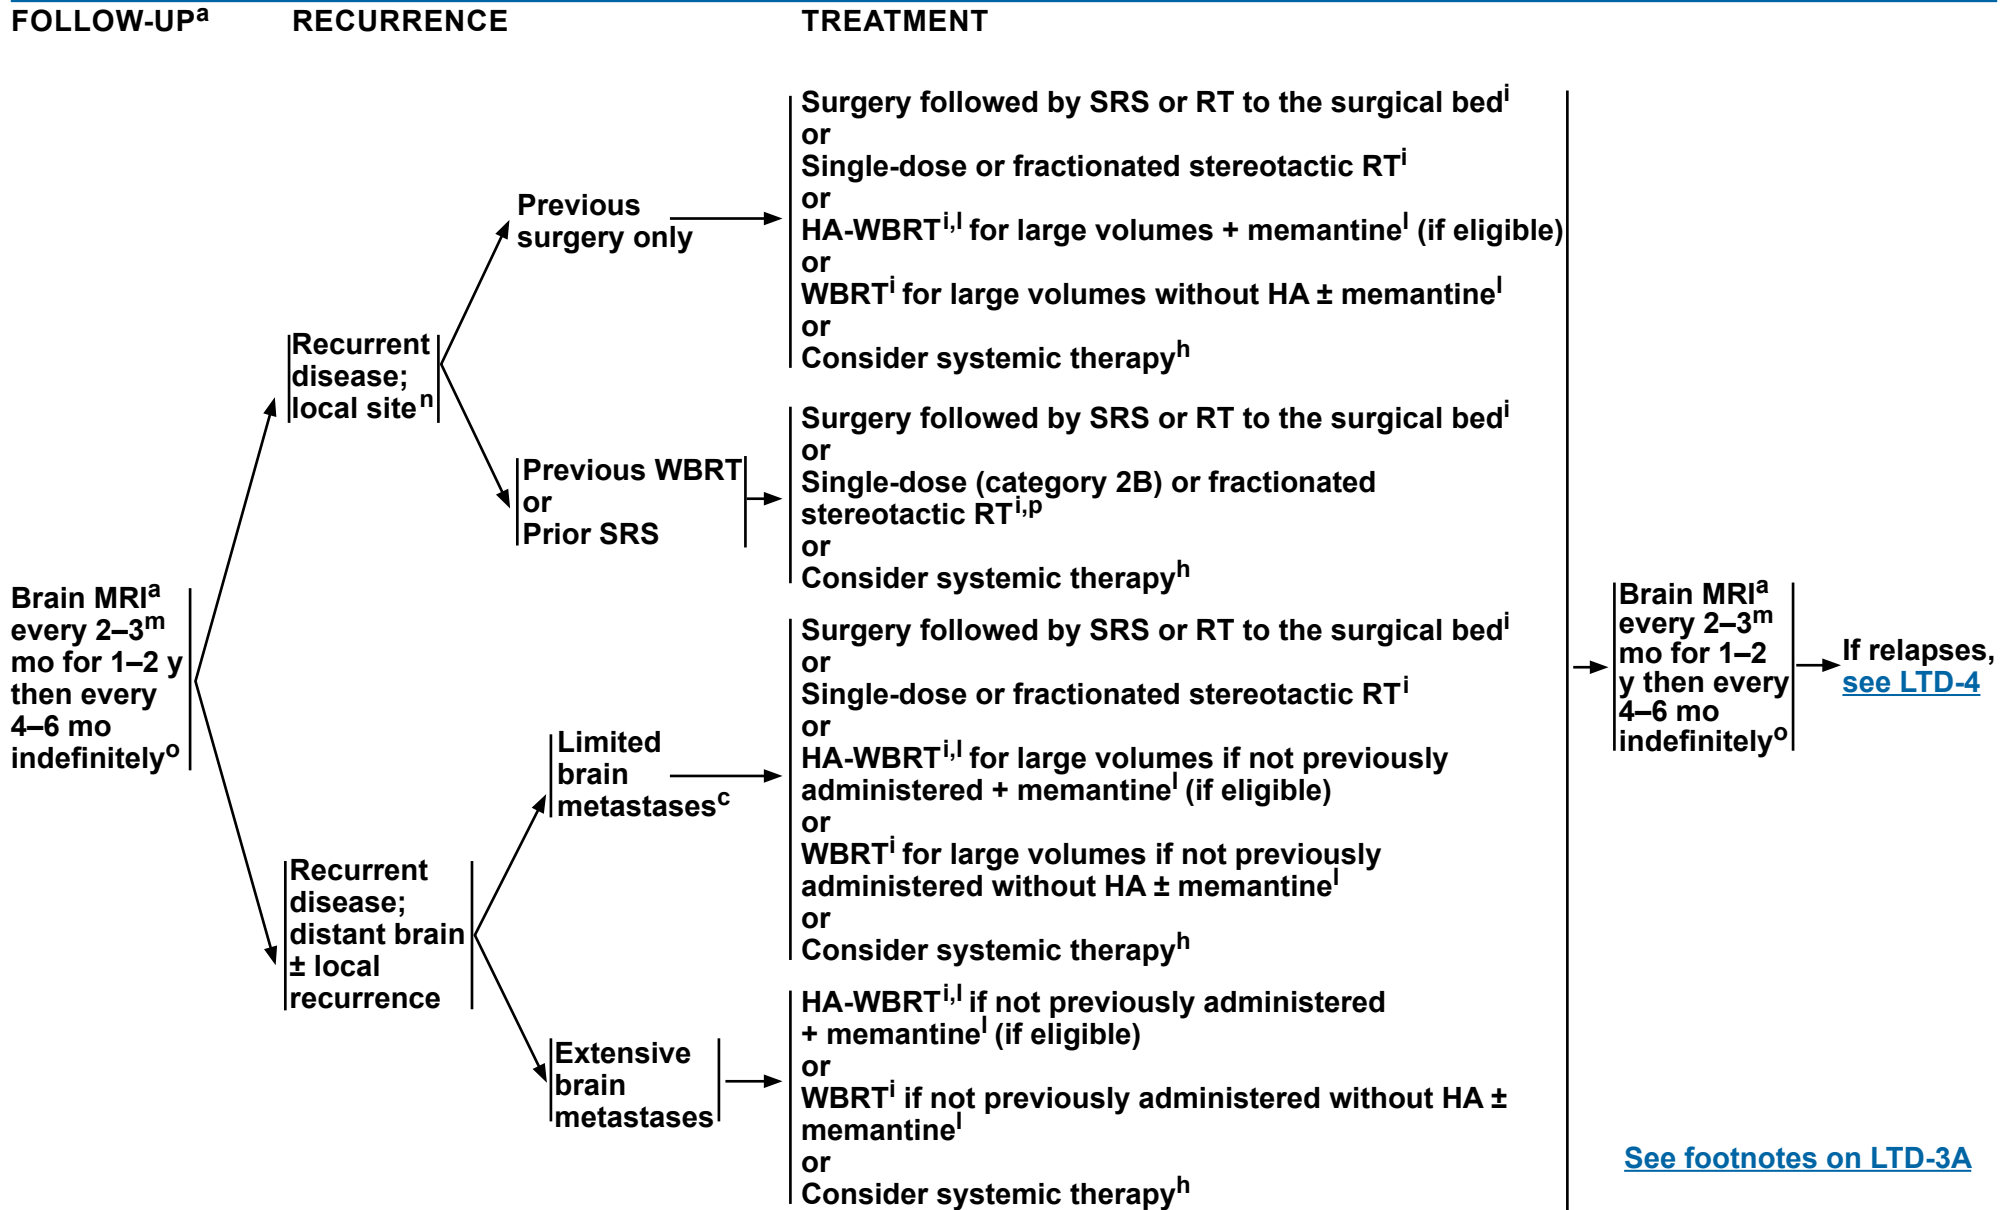 FOLLOW-UPa
RECURRENCE
TREATMENT
Brain MRIa
every 2–3m
mo for 1–2 y
then every
4–6 mo
indefinitelyo
Recurrent
disease;
local siten
Previous
surgery only
Surgery followed by SRS or RT to the surgical bedi
or
Single-dose or fractionated stereotactic RTi
or
HA-WBRTi,l for large volumes + memantinel (if eligible)
or
WBRTi for large volumes without HA ± memantinel
or
Consider systemic therapyh
Previous WBRT
or
Prior SRS
Surgery followed by SRS or RT to the surgical bedi
or
Single-dose (category 2B) or fractionated
stereotactic RTi,p
or
Consider systemic therapyh
Recurrent
disease;
distant brain
± local
recurrence
Limited
brain
metastasesc
Surgery followed by SRS or RT to the surgical bedi
or
Single-dose or fractionated stereotactic RTi
or
HA-WBRTi,l for large volumes if not previously
administered + memantinel (if eligible)
or
WBRTi for large volumes if not previously
administered without HA ± memantinel
or
Consider systemic therapyh
Extensive
brain
metastases
HA-WBRTi,l if not previously administered
+ memantinel (if eligible)
or
WBRTi if not previously administered without HA ±
memantinel
or
Consider systemic therapyh
Brain MRIa
every 2–3m
mo for 1–2
y then every
4–6 mo
indefinitelyo
If relapses,
see LTD-4
See footnotes on LTD-3A